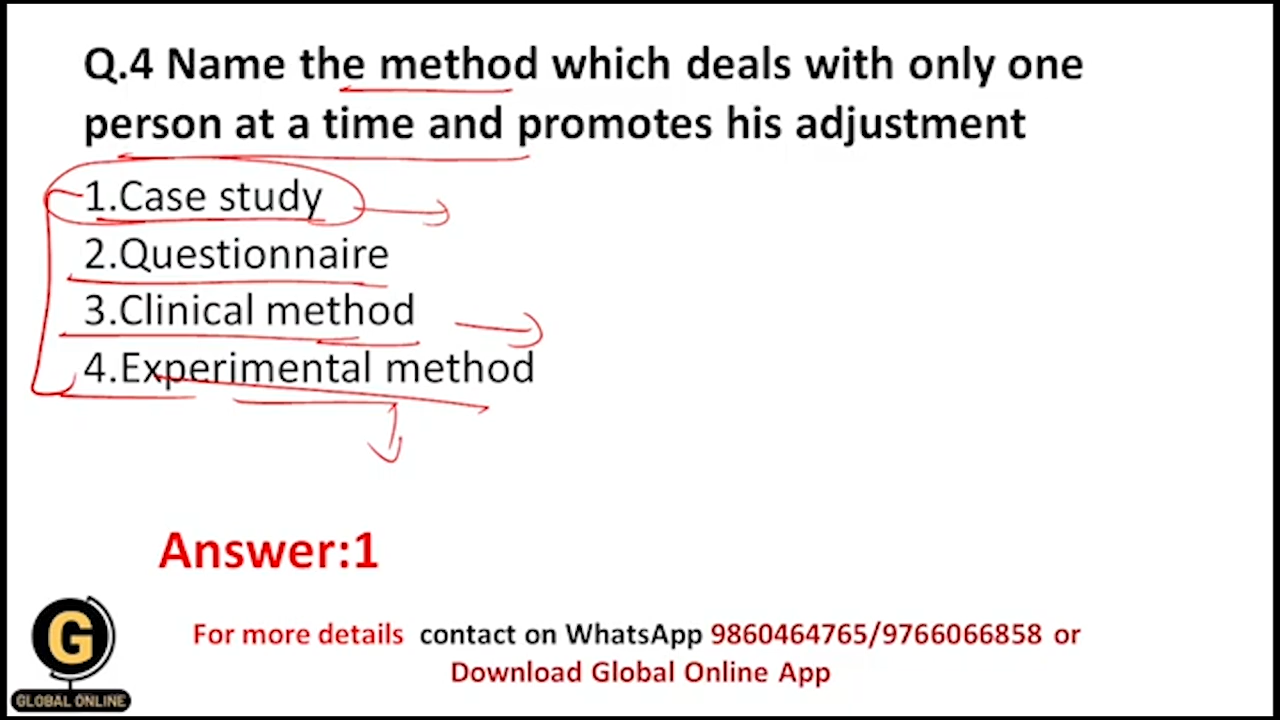 Q.4 Name the method which deals with only one
person at a time and promotes his adjustment
1.Case study
2.Questionnaire
3.Clinical method
4.Experimental method
Answer:1
For more details contact on WhatsApp 9860464765/9766066858 or
Download Global Online App
G
GLOBAL ONLINE